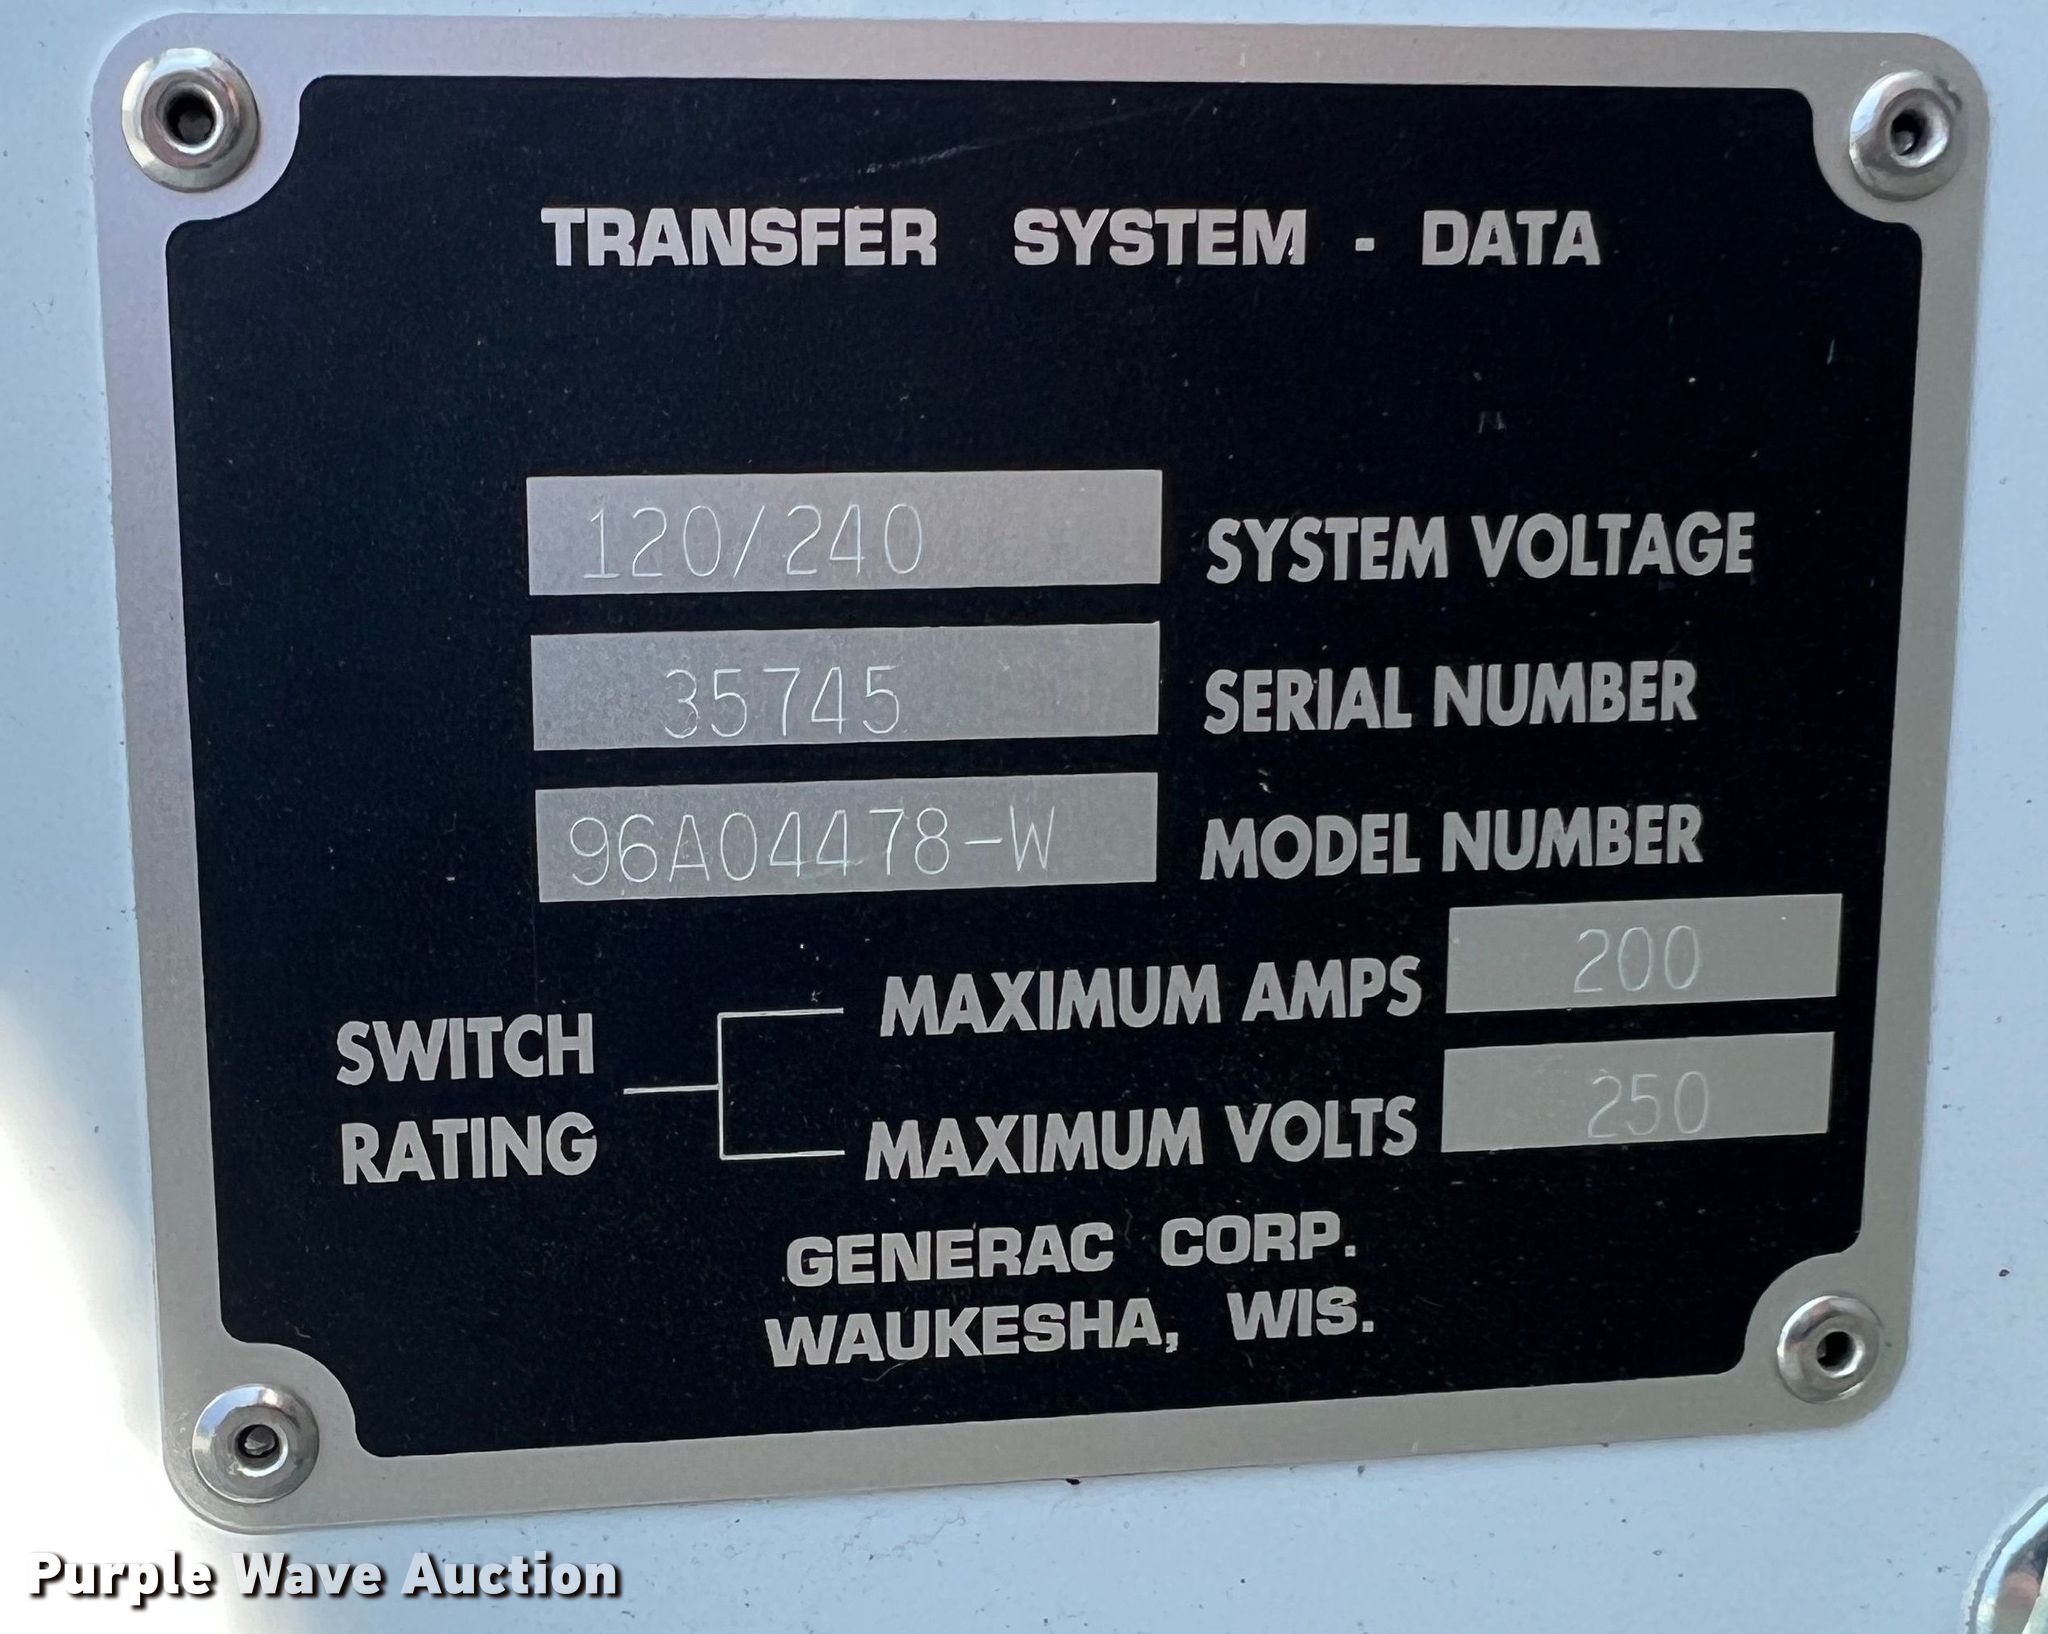 TRANSFER SYSTEM - DATA
120/240 SYSTEM VOLTAGE
35745 SERIAL NUMBER
96A04478-W MODEL NUMBER
SWITCH RATING
MAXIMUM AMPS 200
MAXIMUM VOLTS 250
GENERAC CORP.
WAUKESHA, WIS.
Purple Wave Auction